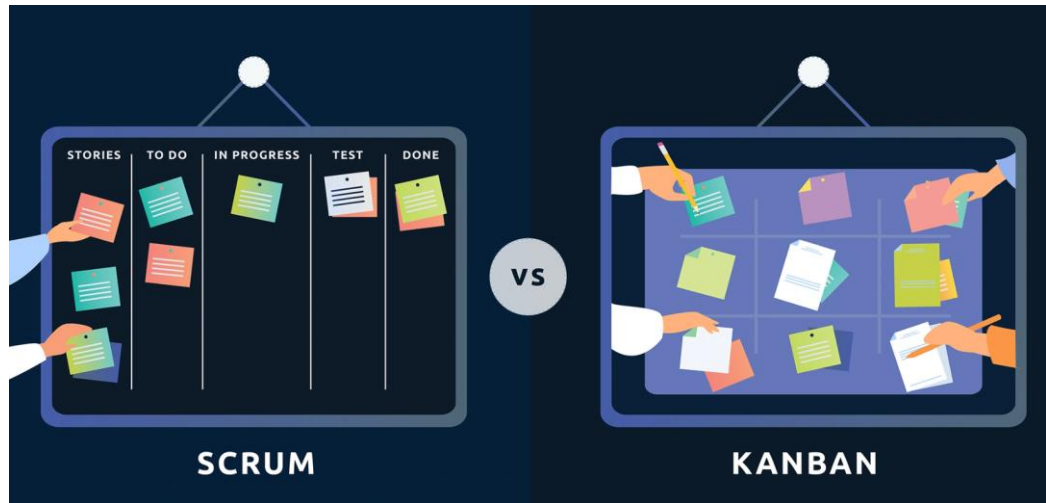 STORIES TO DO IN PROGRESS TEST DONE
VS
SCRUM
KANBAN